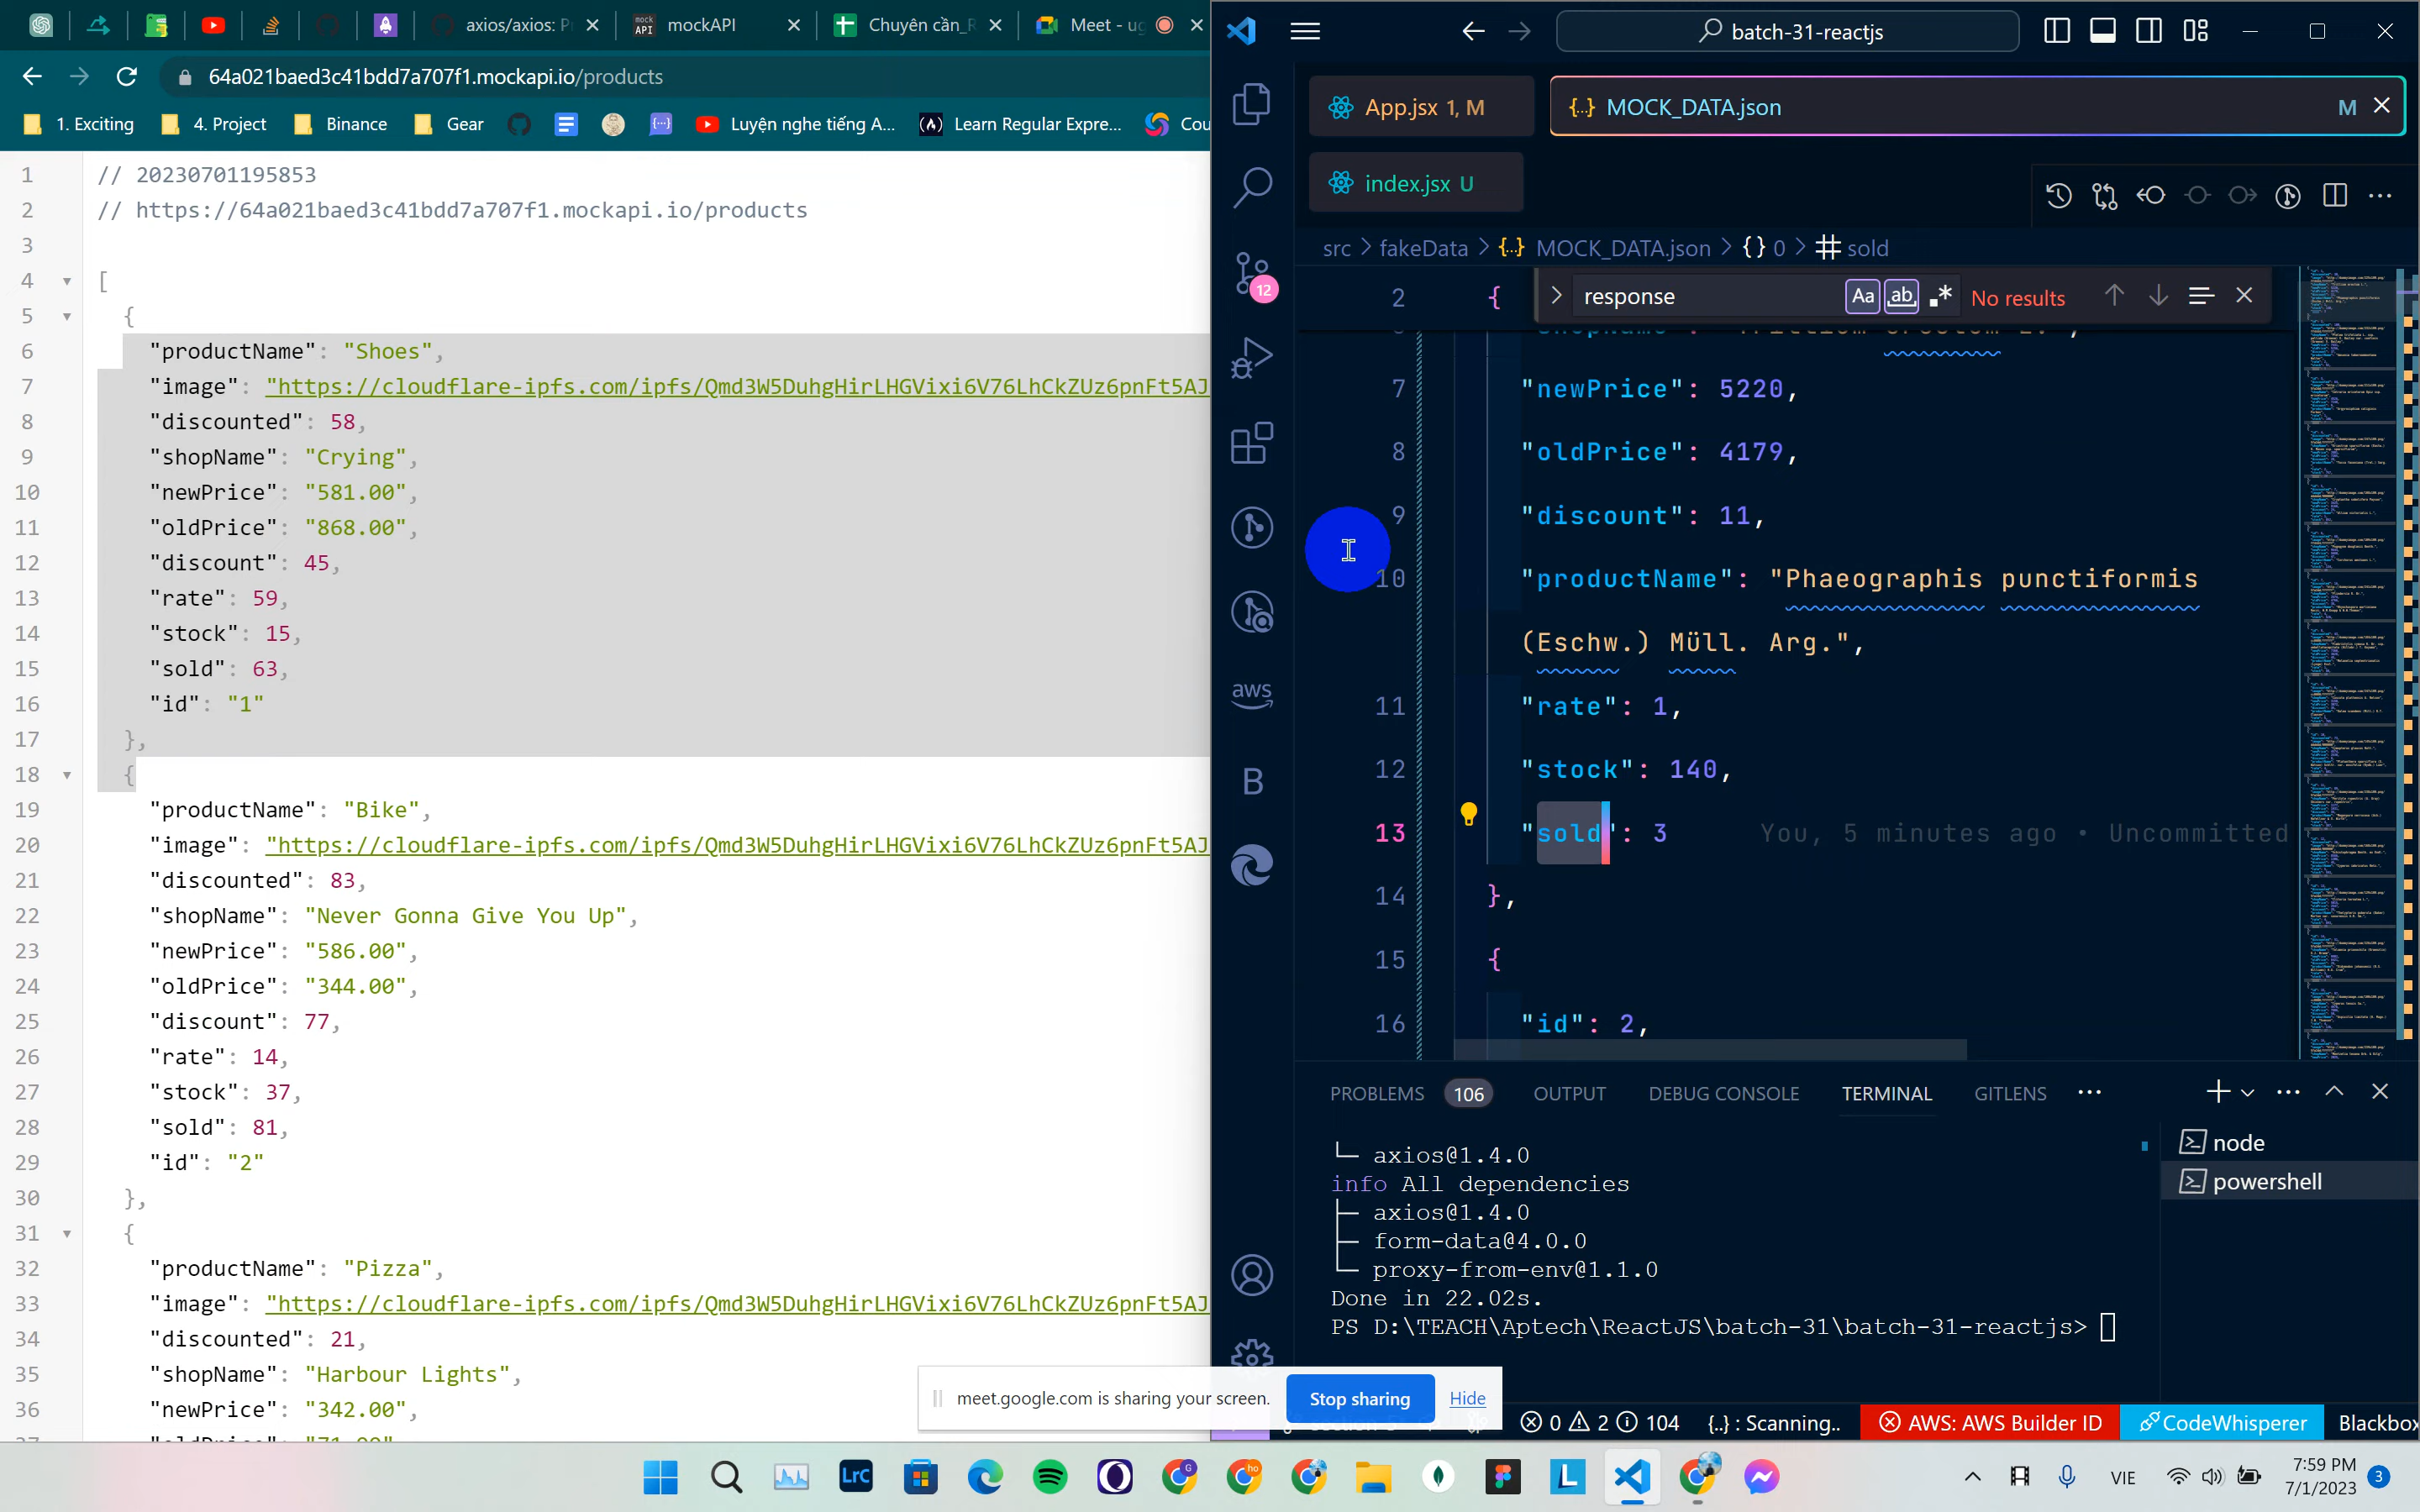 axios/axios: P
mockAPI
Chuyên cần_R
Meet - ug
64a021baed3c41bdd7a707f1.mockapi.io/products
1. Exciting
4. Project
Binance
Gear
Luyện nghe tiếng A...
Learn Regular Expre...
Cou
1 // 20230701195853
2 // https://64a021baed3c41bdd7a707f1.mockapi.io/products
3
4 [
5 {
6 "productName": "Shoes",
7 "image": "https://cloudflare-ipfs.com/ipfs/Qmd3W5DuhgHirLHGVixi6V76LhCkZUz6pnFt5AJ
8 "discounted": 58,
9 "shopName": "Crying",
10 "newPrice": "581.00",
11 "oldPrice": "868.00",
12 "discount": 45,
13 "rate": 59,
14 "stock": 15,
15 "sold": 63,
16 "id": "1"
17 },
18 {
19 "productName": "Bike",
20 "image": "https://cloudflare-ipfs.com/ipfs/Qmd3W5DuhgHirLHGVixi6V76LhCkZUz6pnFt5AJ
21 "discounted": 83,
22 "shopName": "Never Gonna Give You Up",
23 "newPrice": "586.00",
24 "oldPrice": "344.00",
25 "discount": 77,
26 "rate": 14,
27 "stock": 37,
28 "sold": 81,
29 "id": "2"
30 },
31 {
32 "productName": "Pizza",
33 "image": "https://cloudflare-ipfs.com/ipfs/Qmd3W5DuhgHirLHGVixi6V76LhCkZUz6pnFt5AJ
34 "discounted": 21,
35 "shopName": "Harbour Lights",
36 "newPrice": "342.00",
batch-31-reactjs
App.jsx 1, M
{..} MOCK_DATA.json M
index.jsx U
src > fakeData > {..} MOCK_DATA.json > {} 0 > # sold
response
Aa ab .*
No results
12
aws
B
2 {
7 "newPrice": 5220,
8 "oldPrice": 4179,
9 "discount": 11,
10 "productName": "Phaeographis punctiformis
(Eschw.) Müll. Arg.",
11 "rate": 1,
12 "stock": 140,
13 "sold": 3 You, 5 minutes ago • Uncommitted
14 },
15 {
16 "id": 2,
PROBLEMS 106 OUTPUT DEBUG CONSOLE TERMINAL GITLENS
└─ axios@1.4.0
info All dependencies
├─ axios@1.4.0
├─ form-data@4.0.0
└─ proxy-from-env@1.1.0
Done in 22.02s.
PS D:\TEACH\Aptech\ReactJS\batch-31\batch-31-reactjs>
node
powershell
meet.google.com is sharing your screen.
Stop sharing
Hide
0 2 104
{..} : Scanning..
AWS: AWS Builder ID
CodeWhisperer
Blackbox
LrC
VIE
7:59 PM
7/1/2023
3